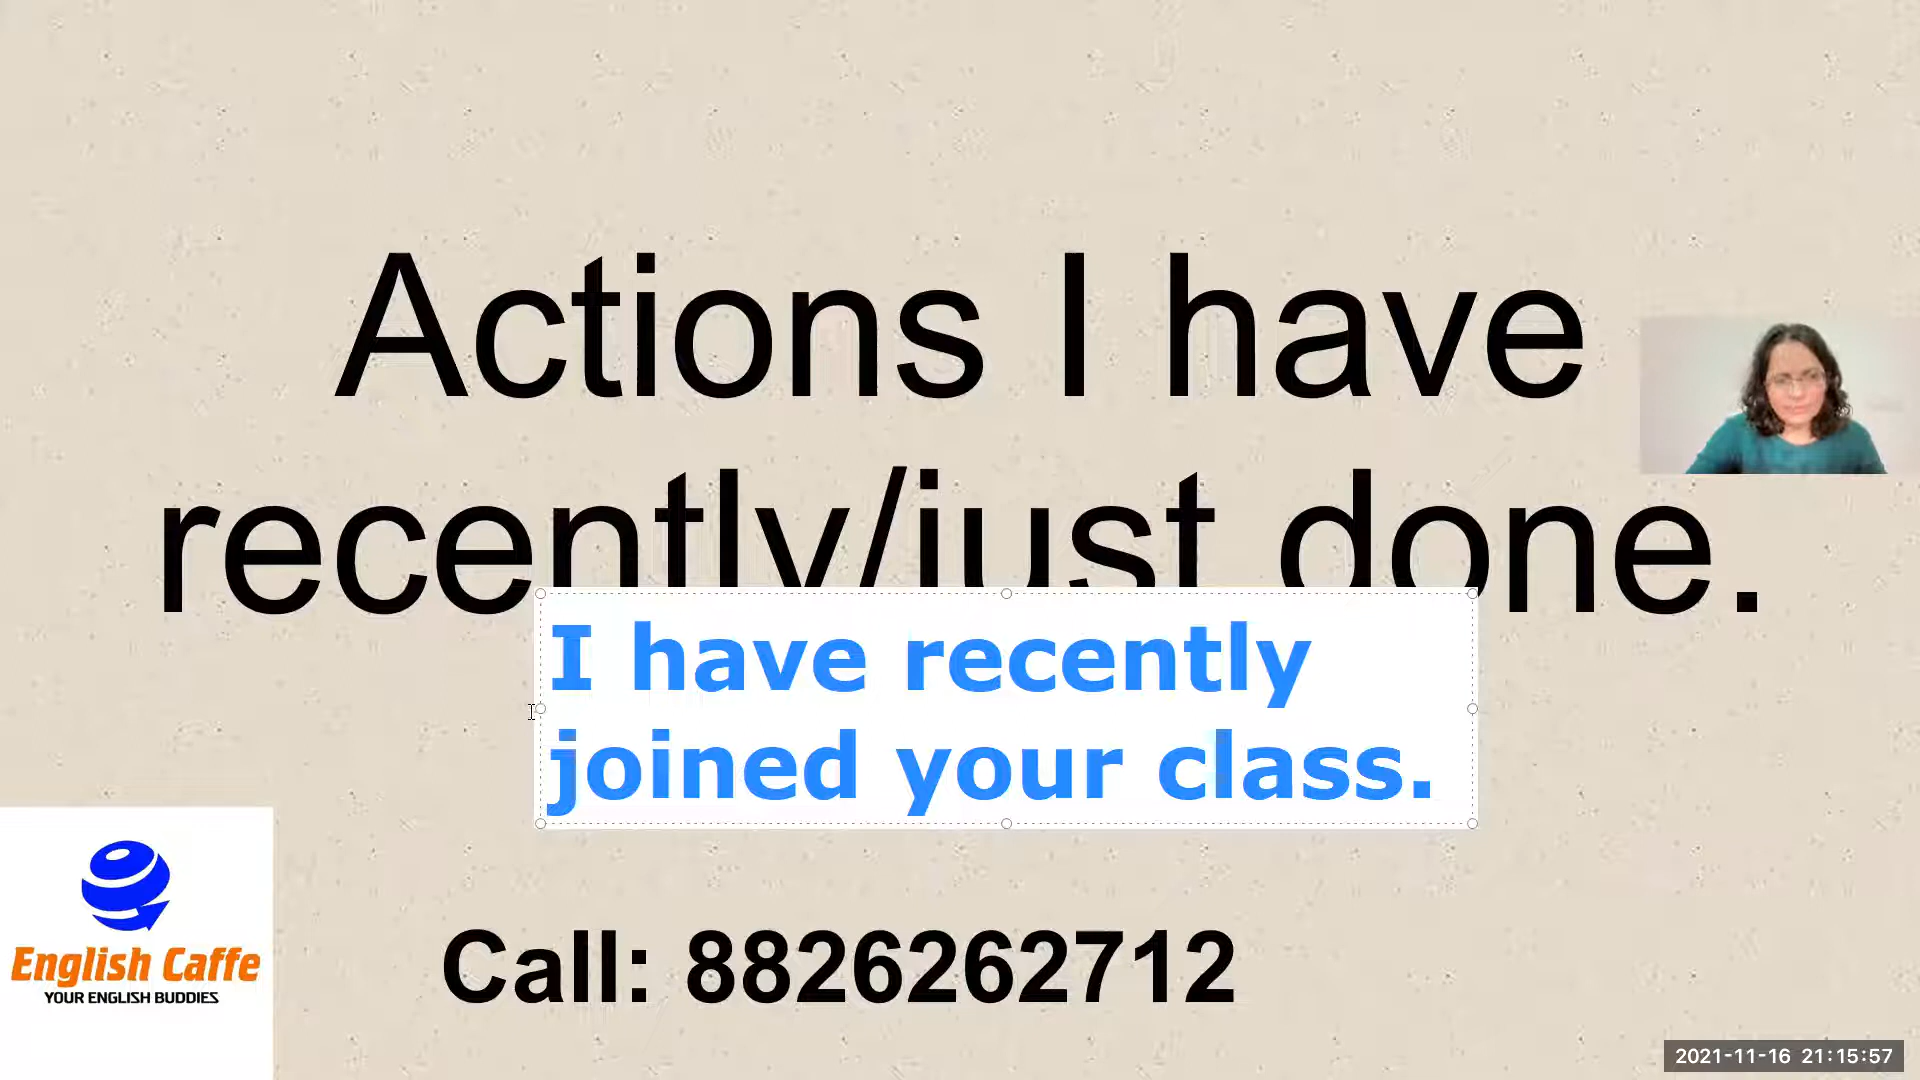 Actions I have
recently/just done.
I have recently
joined your class.
English Caffe
YOUR ENGLISH BUDDIES
Call: 8826262712
2021-11-16 21:15:57